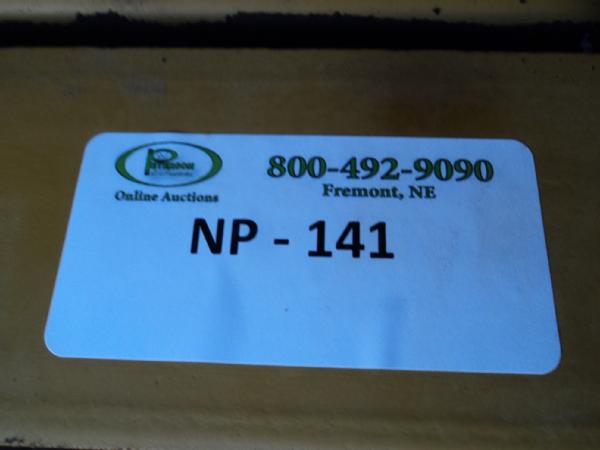 800-492-9090
Fremont, NE
Online Auctions
NP - 141